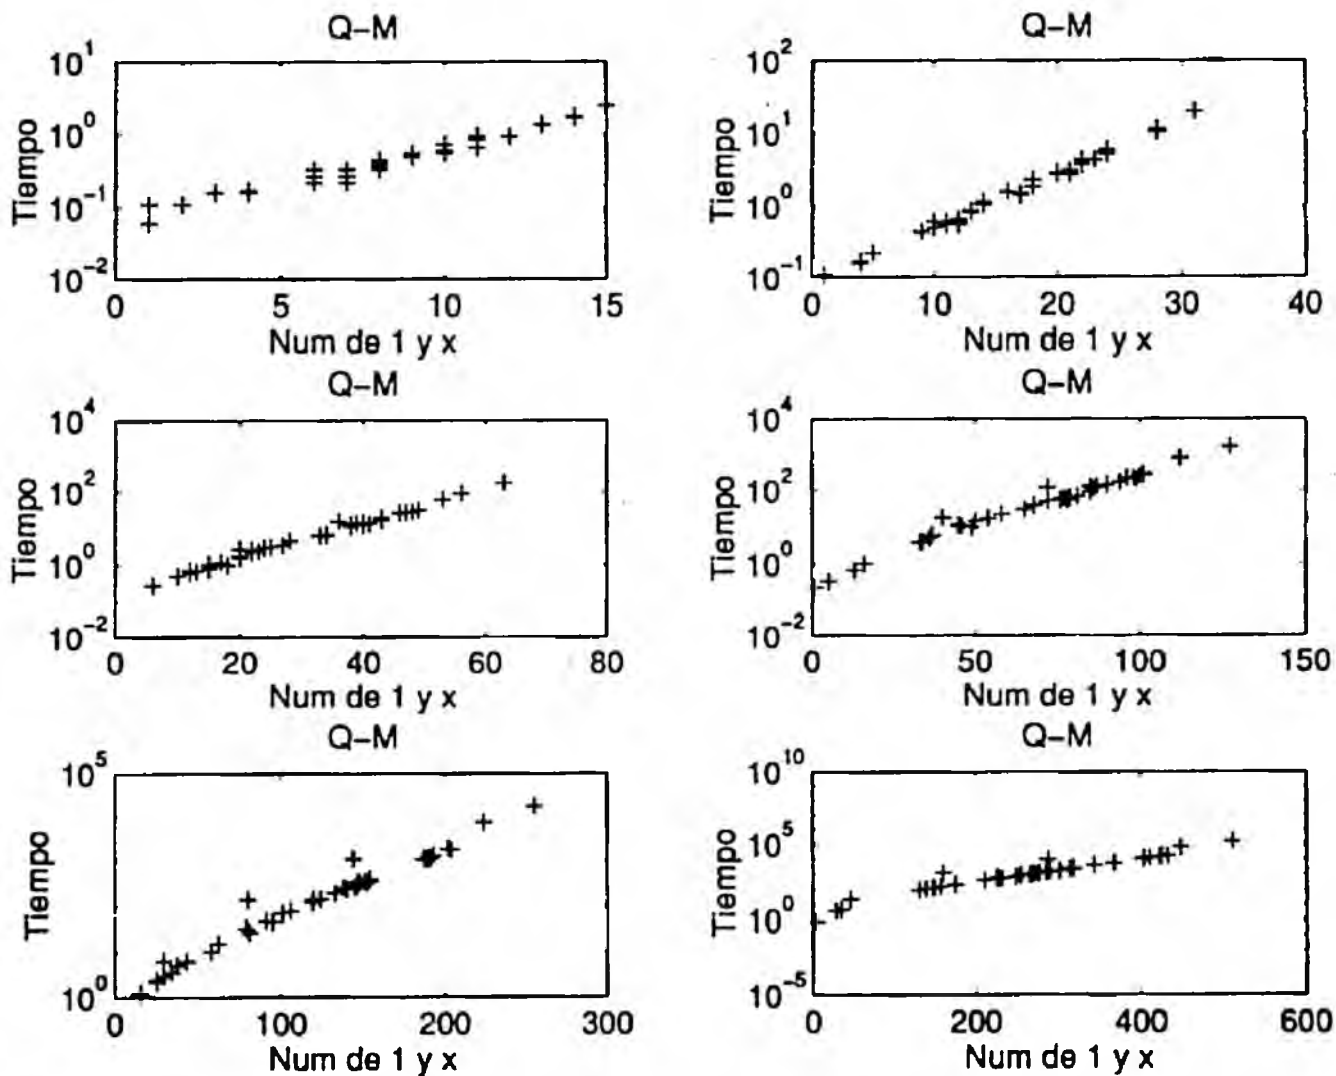 Q-M
10^1
10^0
10^-1
10^-2
Tiempo
0 5 10 15
Num de 1 y x
Q-M
10^2
10^1
10^0
10^-1
Tiempo
0 10 20 30 40
Num de 1 y x
Q-M
10^4
10^2
10^0
10^-2
Tiempo
0 20 40 60 80
Num de 1 y x
Q-M
10^4
10^2
10^0
10^-2
Tiempo
0 50 100 150
Num de 1 y x
Q-M
10^5
10^0
Tiempo
0 100 200 300
Num de 1 y x
Q-M
10^10
10^5
10^0
10^-5
Tiempo
0 200 400 600
Num de 1 y x